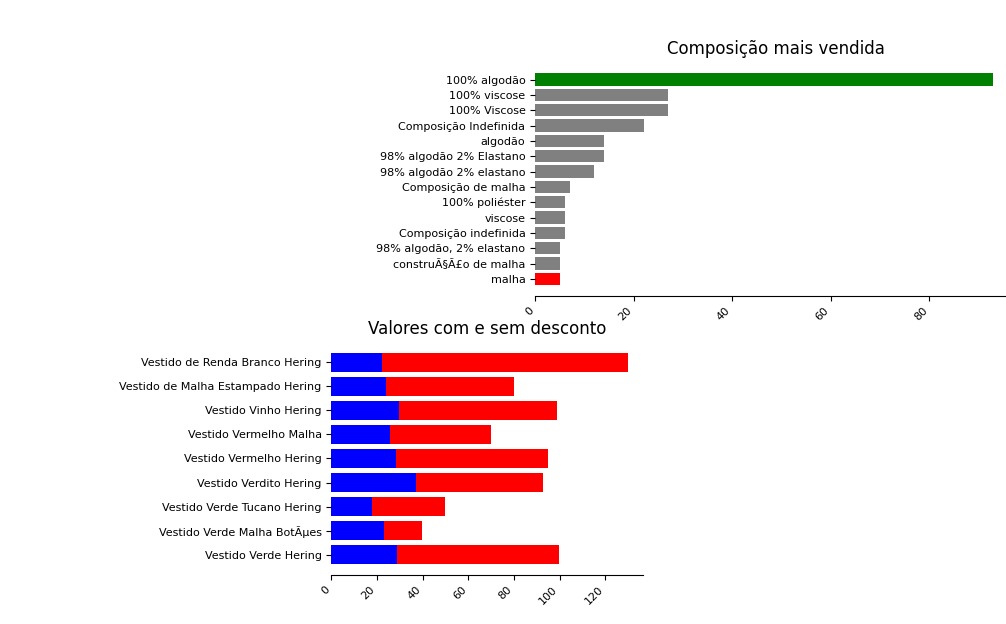 Composição mais vendida
100% algodão
100% viscose
100% Viscose
Composição Indefinida
algodão
98% algodão 2% Elastano
98% algodão 2% elastano
Composição de malha
100% poliéster
viscose
Composição indefinida
98% algodão, 2% elastano
construÃ§Ã£o de malha
malha
0 20 40 60 80
Valores com e sem desconto
Vestido de Renda Branco Hering
Vestido de Malha Estampado Hering
Vestido Vinho Hering
Vestido Vermelho Malha
Vestido Vermelho Hering
Vestido Verdito Hering
Vestido Verde Tucano Hering
Vestido Verde Malha BotÃµes
Vestido Verde Hering
0 20 40 60 80 100 120